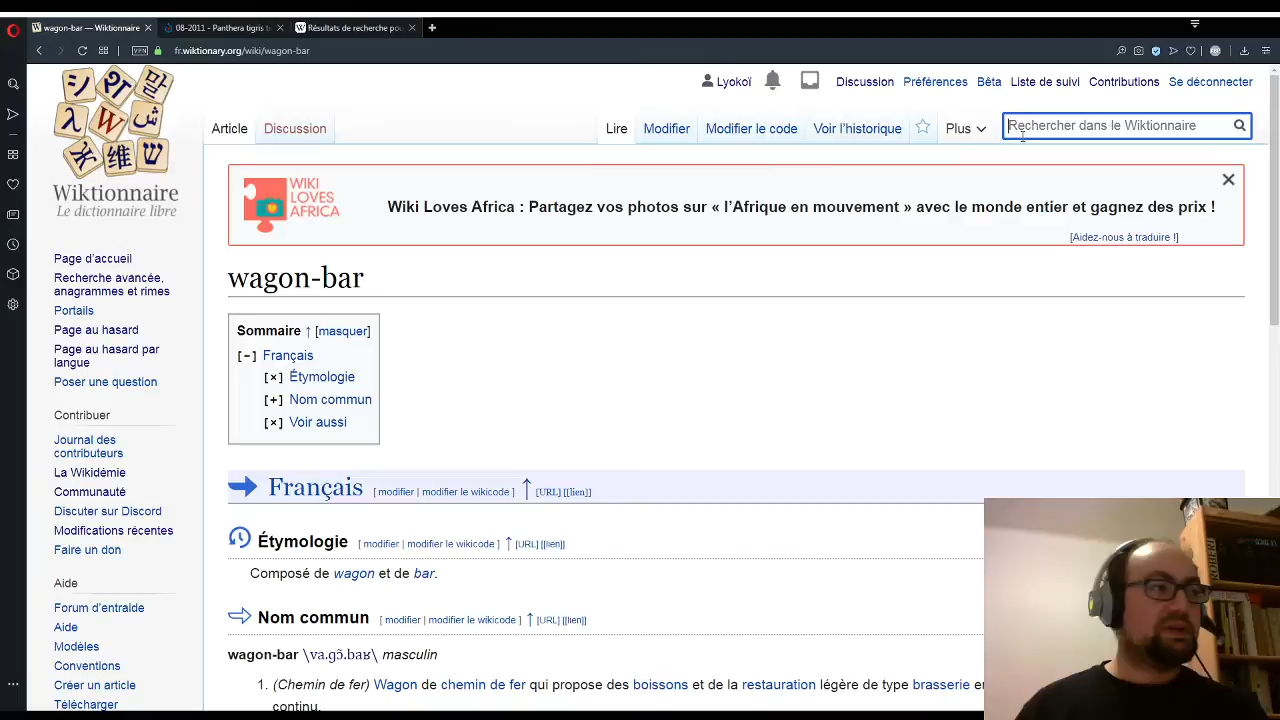 wagon-bar — Wiktionnaire
08-2011 - Panthera tigris ti
Résultats de recherche pou
VPN
fr.wiktionary.org/wiki/wagon-bar
Lyokoï
Discussion
Préférences
Bêta
Liste de suivi
Contributions
Se déconnecter
Article
Discussion
Lire
Modifier
Modifier le code
Voir l’historique
Plus
Rechercher dans le Wiktionnaire
シ
말
λ
W
ش
维
ש
Wiktionnaire
Le dictionnaire libre
WIKI
LOVES
AFRICA
Wiki Loves Africa : Partagez vos photos sur « l’Afrique en mouvement » avec le monde entier et gagnez des prix !
[Aidez-nous à traduire !]
Page d’accueil
Recherche avancée,
anagrammes et rimes
Portails
Page au hasard
Page au hasard par
langue
Poser une question
Contribuer
Journal des
contributeurs
La Wikidémie
Communauté
Discuter sur Discord
Modifications récentes
Faire un don
Aide
Forum d’entraide
Aide
Modèles
Conventions
Créer un article
Télécharger
wagon-bar
Sommaire ↑ [masquer]
[−] Français
[×] Étymologie
[+] Nom commun
[×] Voir aussi
Français [ modifier | modifier le wikicode ] ↑ [URL] [[lien]]
Étymologie [ modifier | modifier le wikicode ] ↑ [URL] [[lien]]
Composé de wagon et de bar.
Nom commun [ modifier | modifier le wikicode ] ↑ [URL] [[lien]]
wagon-bar \va.ɡɔ̃.baʁ\ masculin
1. (Chemin de fer) Wagon de chemin de fer qui propose des boissons et de la restauration légère de type brasserie en
continu.